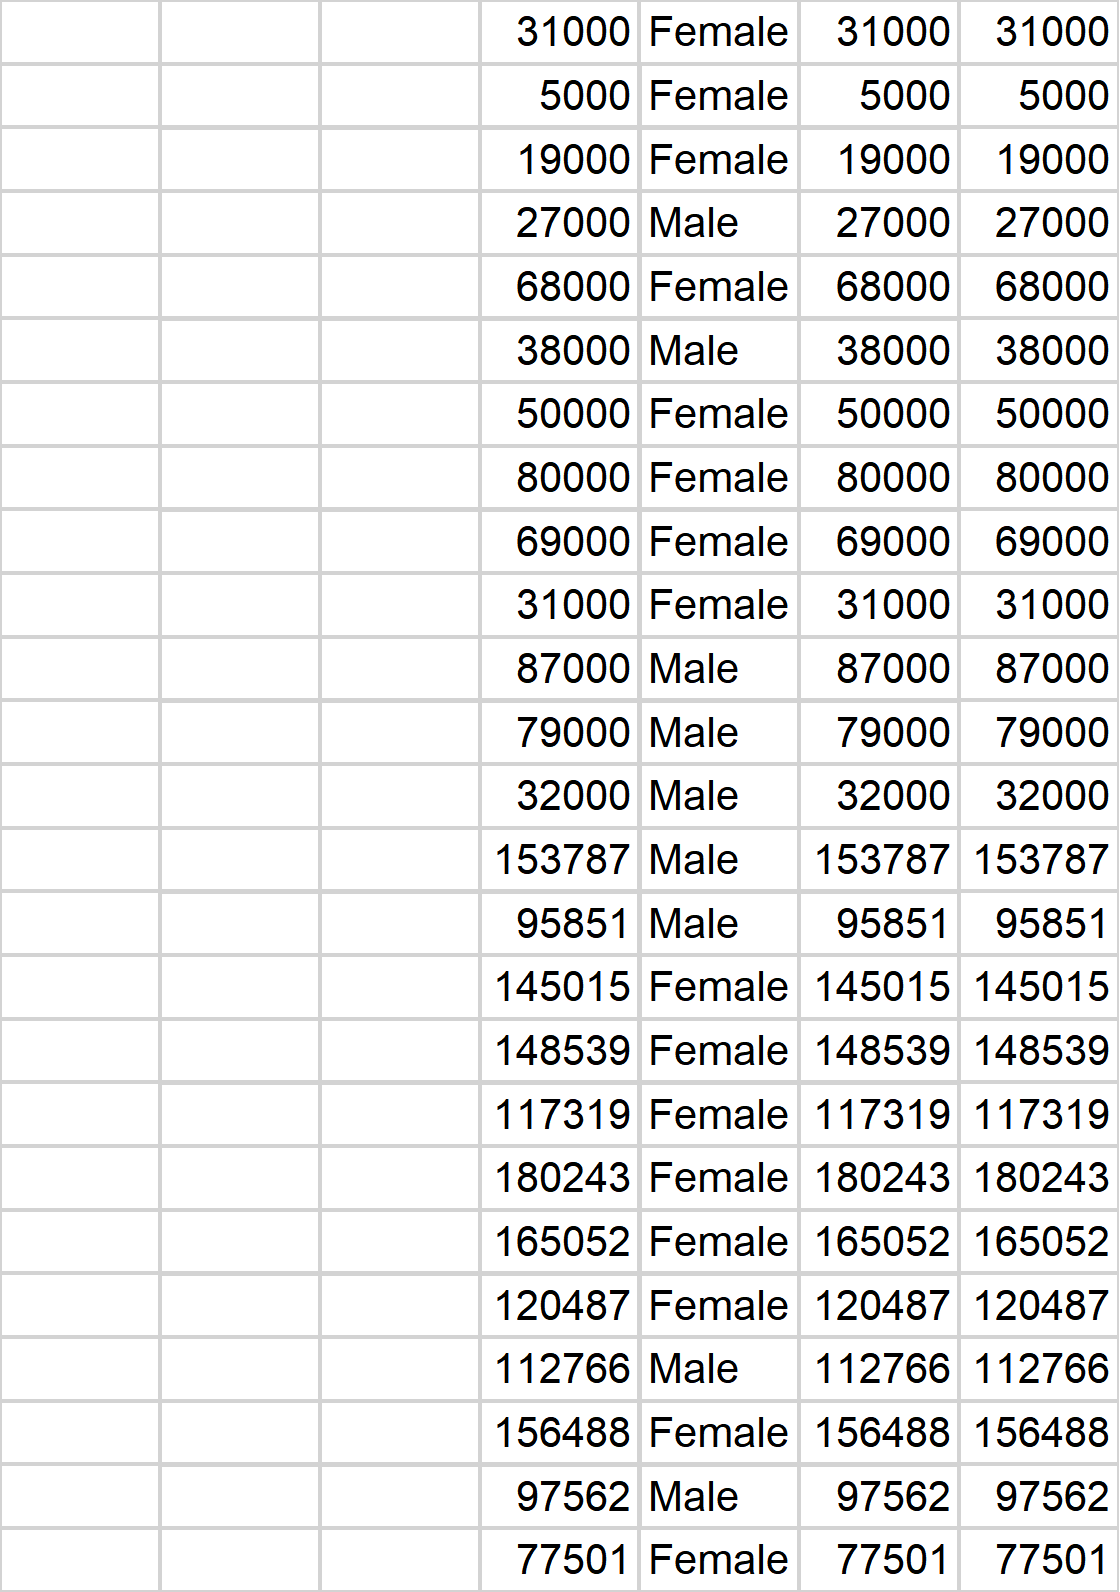 31000 Female 31000 31000
5000 Female 5000 5000
19000 Female 19000 19000
27000 Male 27000 27000
68000 Female 68000 68000
38000 Male 38000 38000
50000 Female 50000 50000
80000 Female 80000 80000
69000 Female 69000 69000
31000 Female 31000 31000
87000 Male 87000 87000
79000 Male 79000 79000
32000 Male 32000 32000
153787 Male 153787 153787
95851 Male 95851 95851
145015 Female 145015 145015
148539 Female 148539 148539
117319 Female 117319 117319
180243 Female 180243 180243
165052 Female 165052 165052
120487 Female 120487 120487
112766 Male 112766 112766
156488 Female 156488 156488
97562 Male 97562 97562
77501 Female 77501 77501